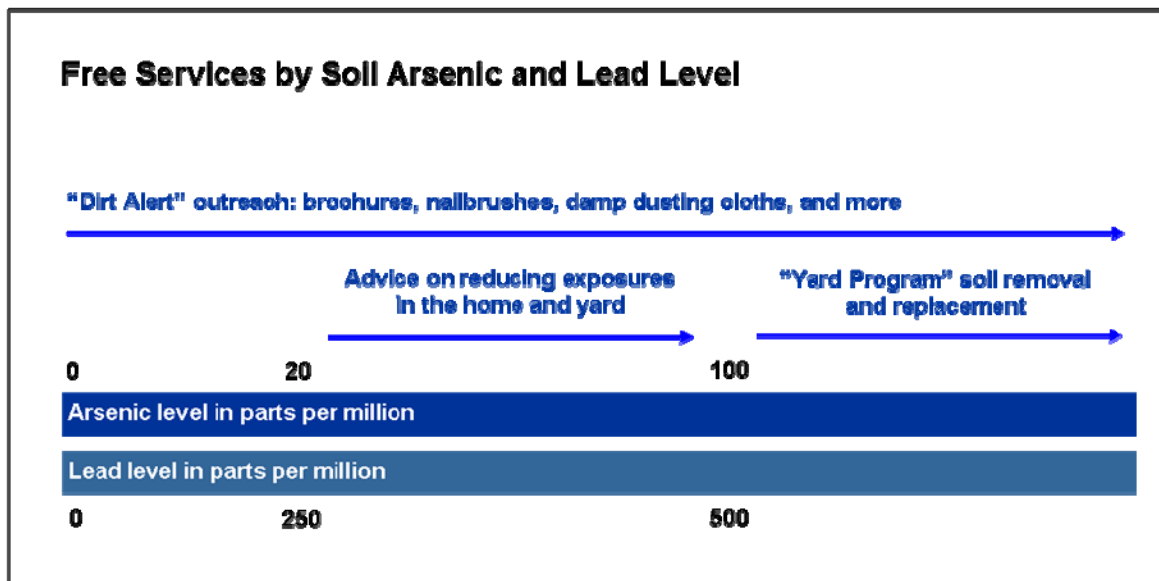 Free Services by Soil Arsenic and Lead Level
“Dirt Alert” outreach: brochures, nailbrushes, damp dusting cloths, and more
Advice on reducing exposures
in the home and yard
“Yard Program” soil removal
and replacement
0 20 100
Arsenic level in parts per million
Lead level in parts per million
0 250 500